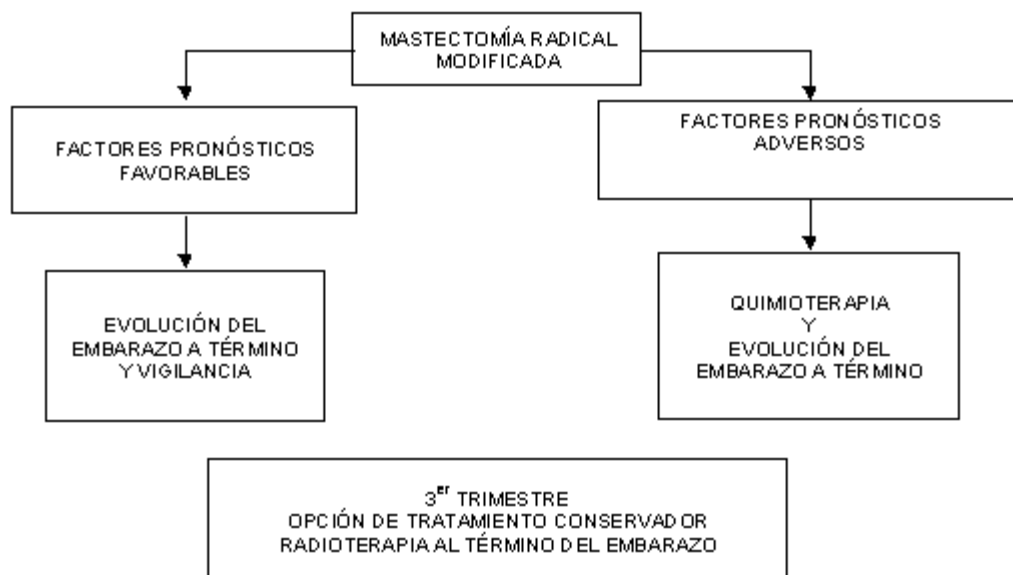 MASTECTOMÍA RADICAL
MODIFICADA
FACTORES PRONÓSTICOS
FAVORABLES
FACTORES PRONÓSTICOS
ADVERSOS
EVOLUCIÓN DEL
EMBARAZO A TÉRMINO
Y VIGILANCIA
QUIMIOTERAPIA
Y
EVOLUCIÓN DEL
EMBARAZO A TÉRMINO
3er TRIMESTRE
OPCIÓN DE TRATAMIENTO CONSERVADOR
RADIOTERAPIA AL TÉRMINO DEL EMBARAZO